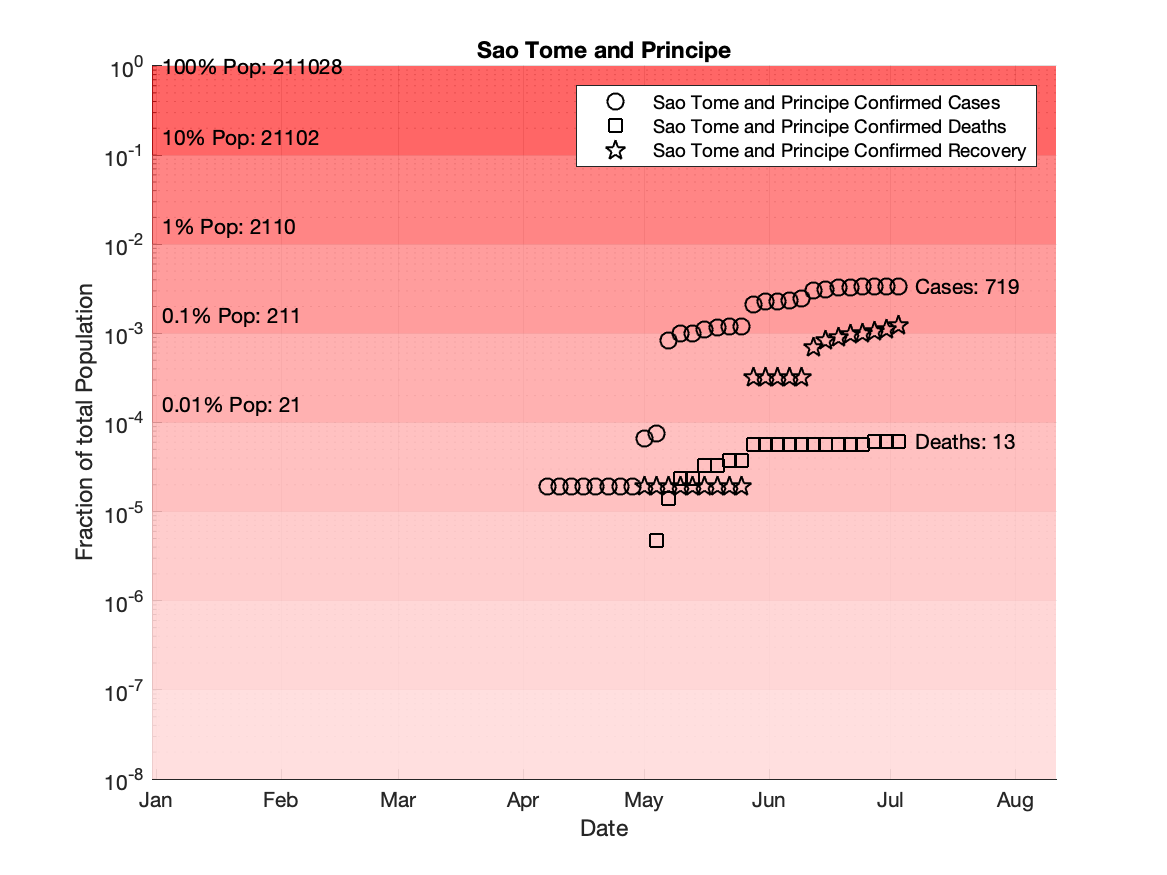 Sao Tome and Principe
10^0
100% Pop: 211028
Sao Tome and Principe Confirmed Cases
Sao Tome and Principe Confirmed Deaths
10% Pop: 21102
Sao Tome and Principe Confirmed Recovery
10^-1
1% Pop: 2110
10^-2
Cases: 719
0.1% Pop: 211
10^-3
0.01% Pop: 21
10^-4
Deaths: 13
10^-5
10^-6
10^-7
10^-8
Fraction of total Population
Jan Feb Mar Apr May Jun Jul Aug
Date